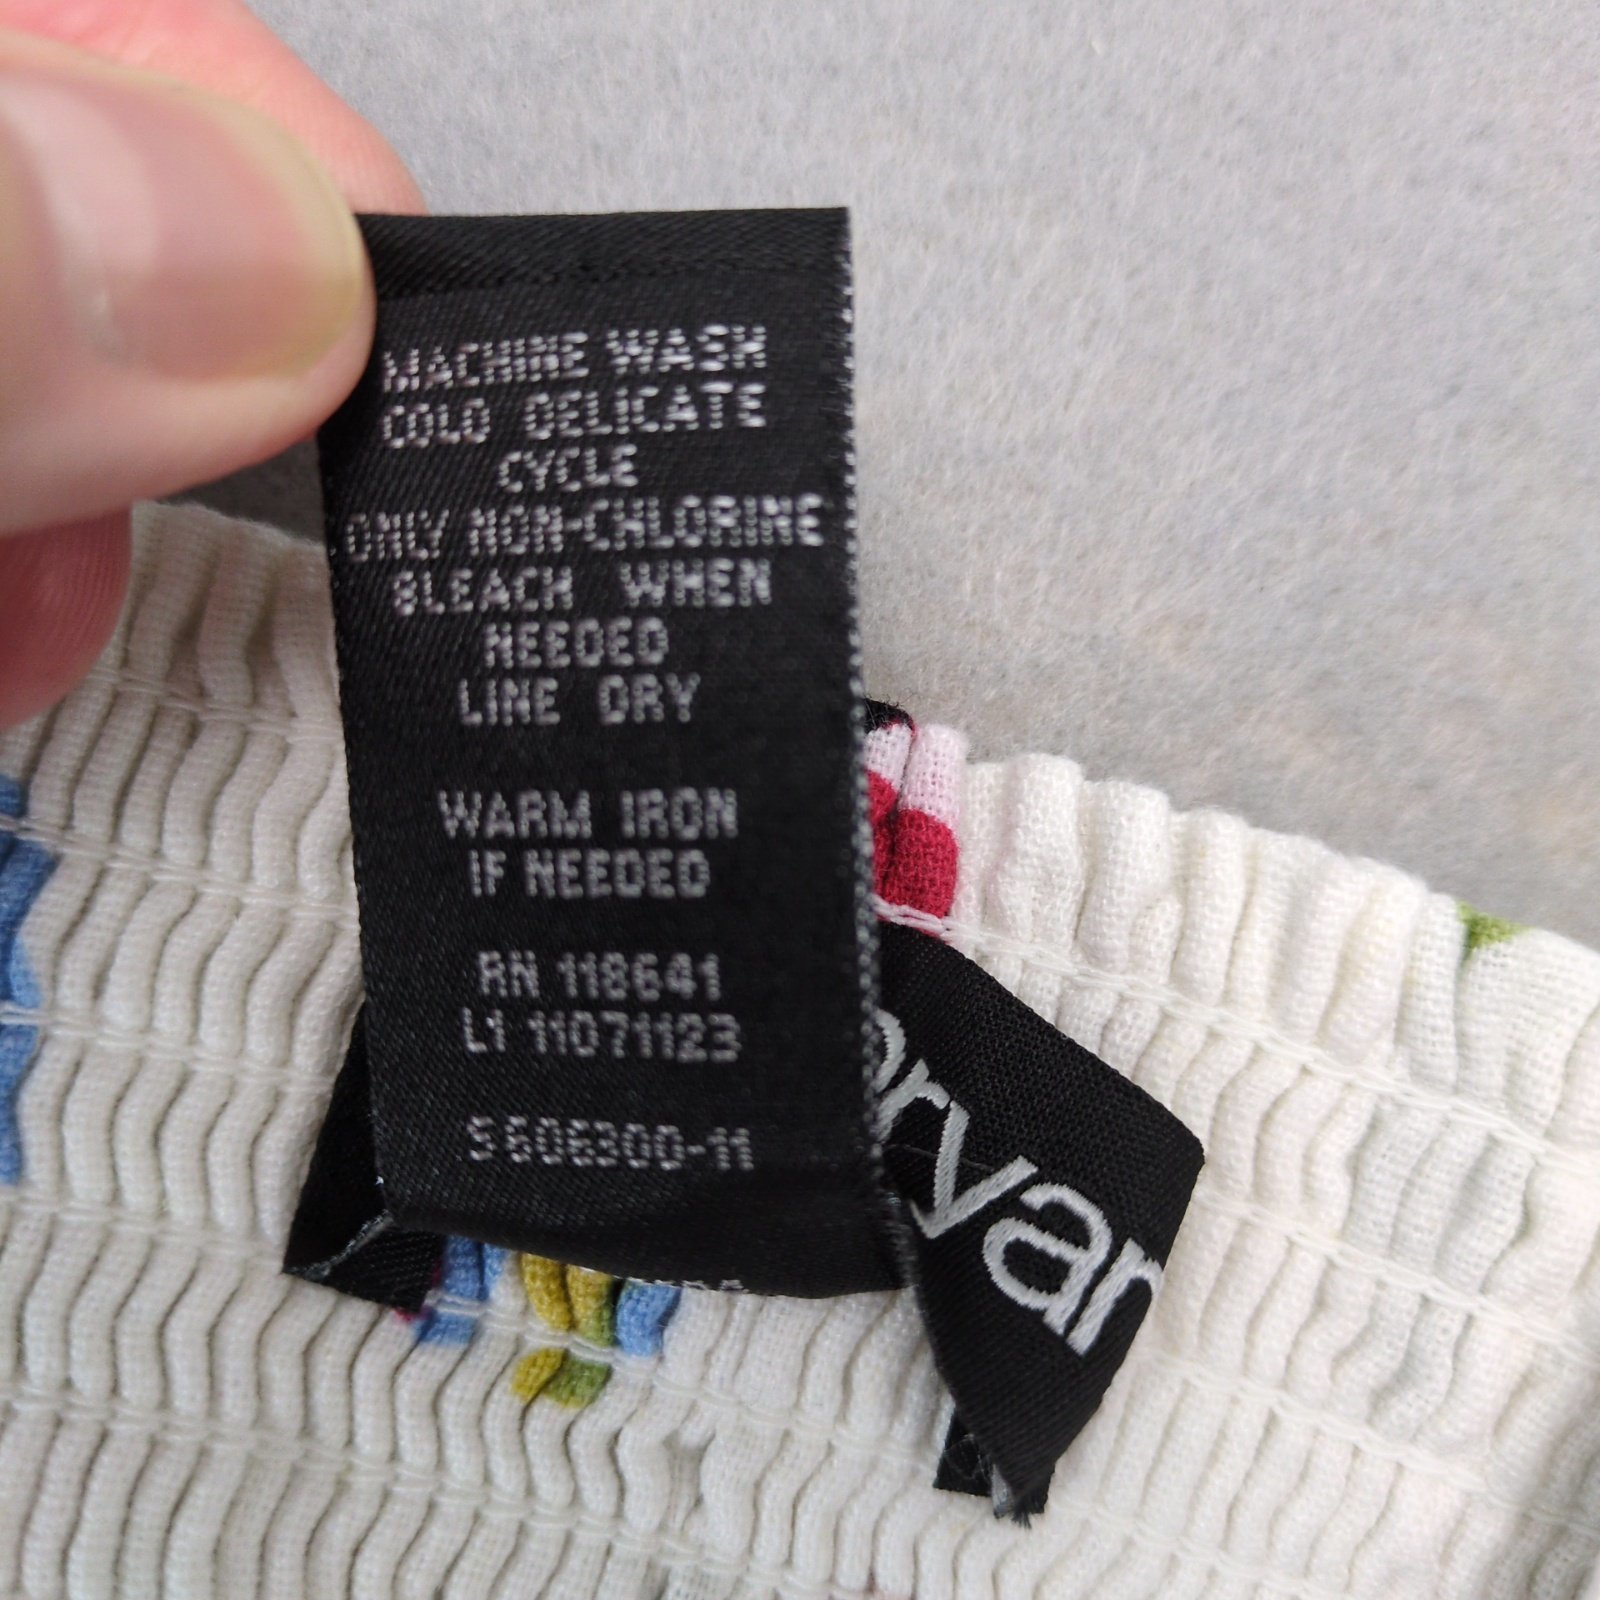 MACHINE WASH
COLD DELICATE
CYCLE
ONLY NON-CHLORINE
BLEACH WHEN
NEEDED
LINE DRY
WARM IRON
IF NEEDED
RN 118641
L1 11071123
S606300-11
ervan